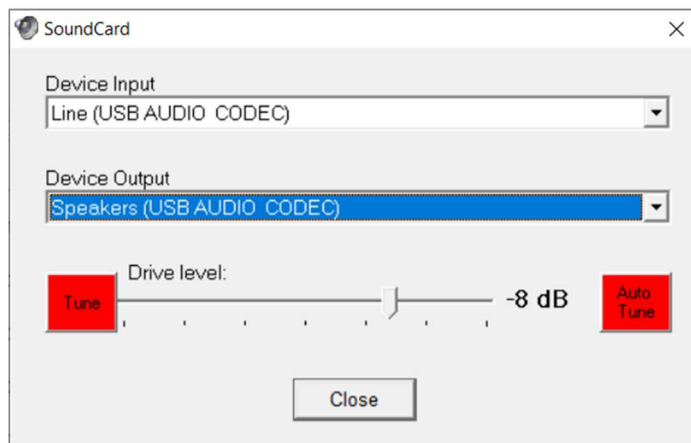 SoundCard
Device Input
Line (USB AUDIO  CODEC)
Device Output
Speakers (USB AUDIO  CODEC)
Drive level:
Tune
-8 dB
Auto
Tune
Close